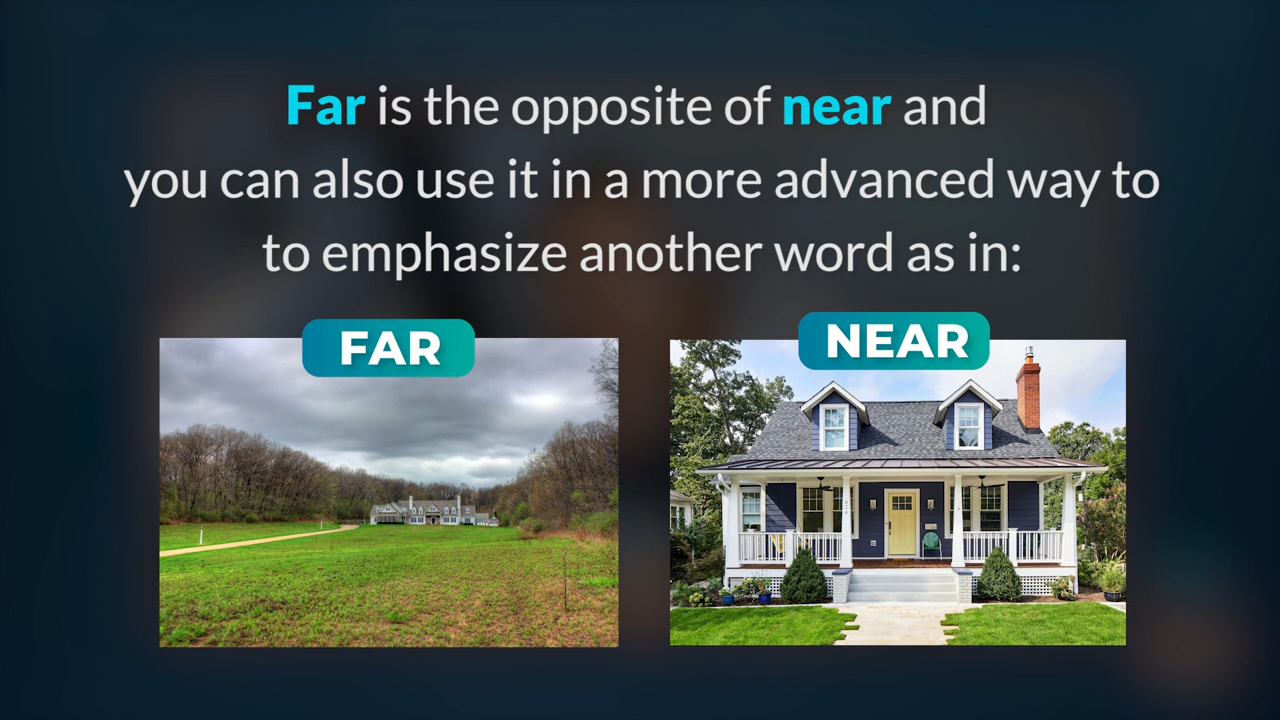 Far is the opposite of near and
you can also use it in a more advanced way to
to emphasize another word as in:
FAR
NEAR